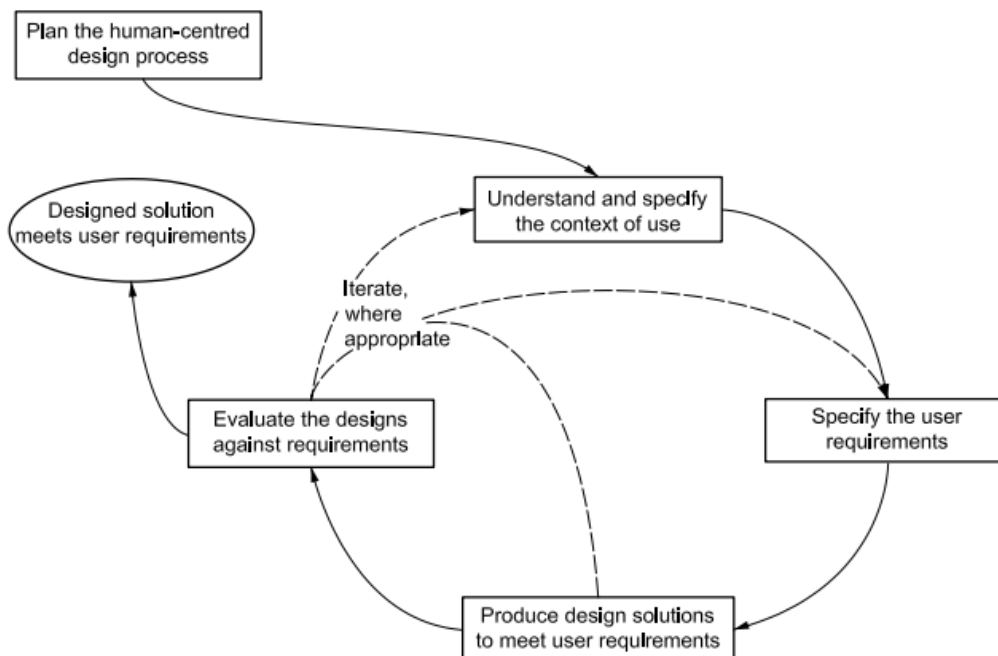 Plan the human-centred
design process
Understand and specify
the context of use
Designed solution
meets user requirements
Iterate,
where
appropriate
Evaluate the designs
against requirements
Specify the user
requirements
Produce design solutions
to meet user requirements